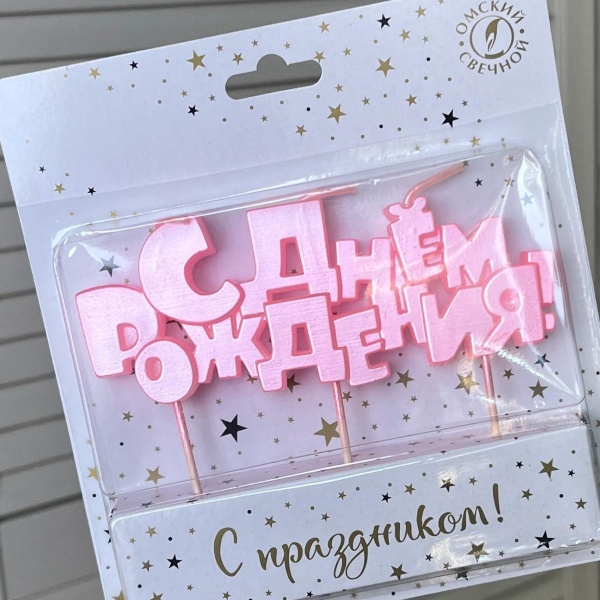 ОМСКИЙ
СВЕЧНОЙ
С ДНЁМ
РОЖДЕНИЯ!
С праздником!